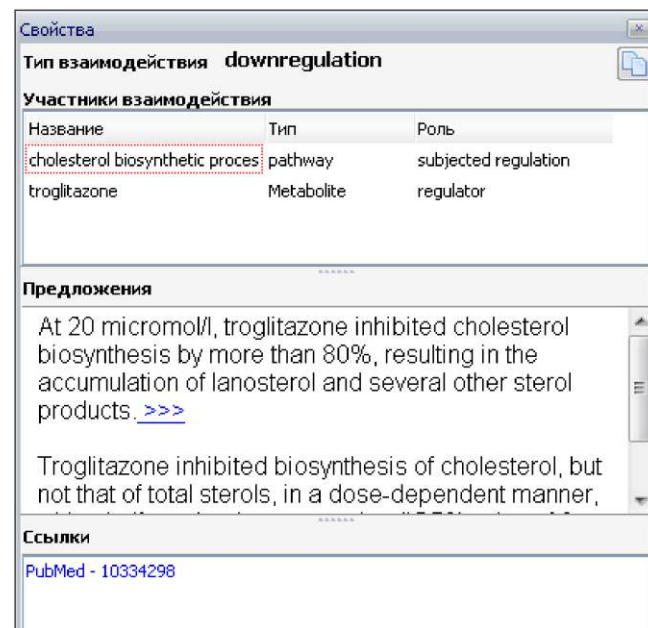 Свойства
Тип взаимодействия downregulation
Участники взаимодействия
Название Тип Роль
cholesterol biosynthetic proces pathway subjected regulation
troglitazone Metabolite regulator
Предложения
At 20 micromol/l, troglitazone inhibited cholesterol
biosynthesis by more than 80%, resulting in the
accumulation of lanosterol and several other sterol
products. >>>
Troglitazone inhibited biosynthesis of cholesterol, but
not that of total sterols, in a dose-dependent manner,
Ссылки
PubMed - 10334298